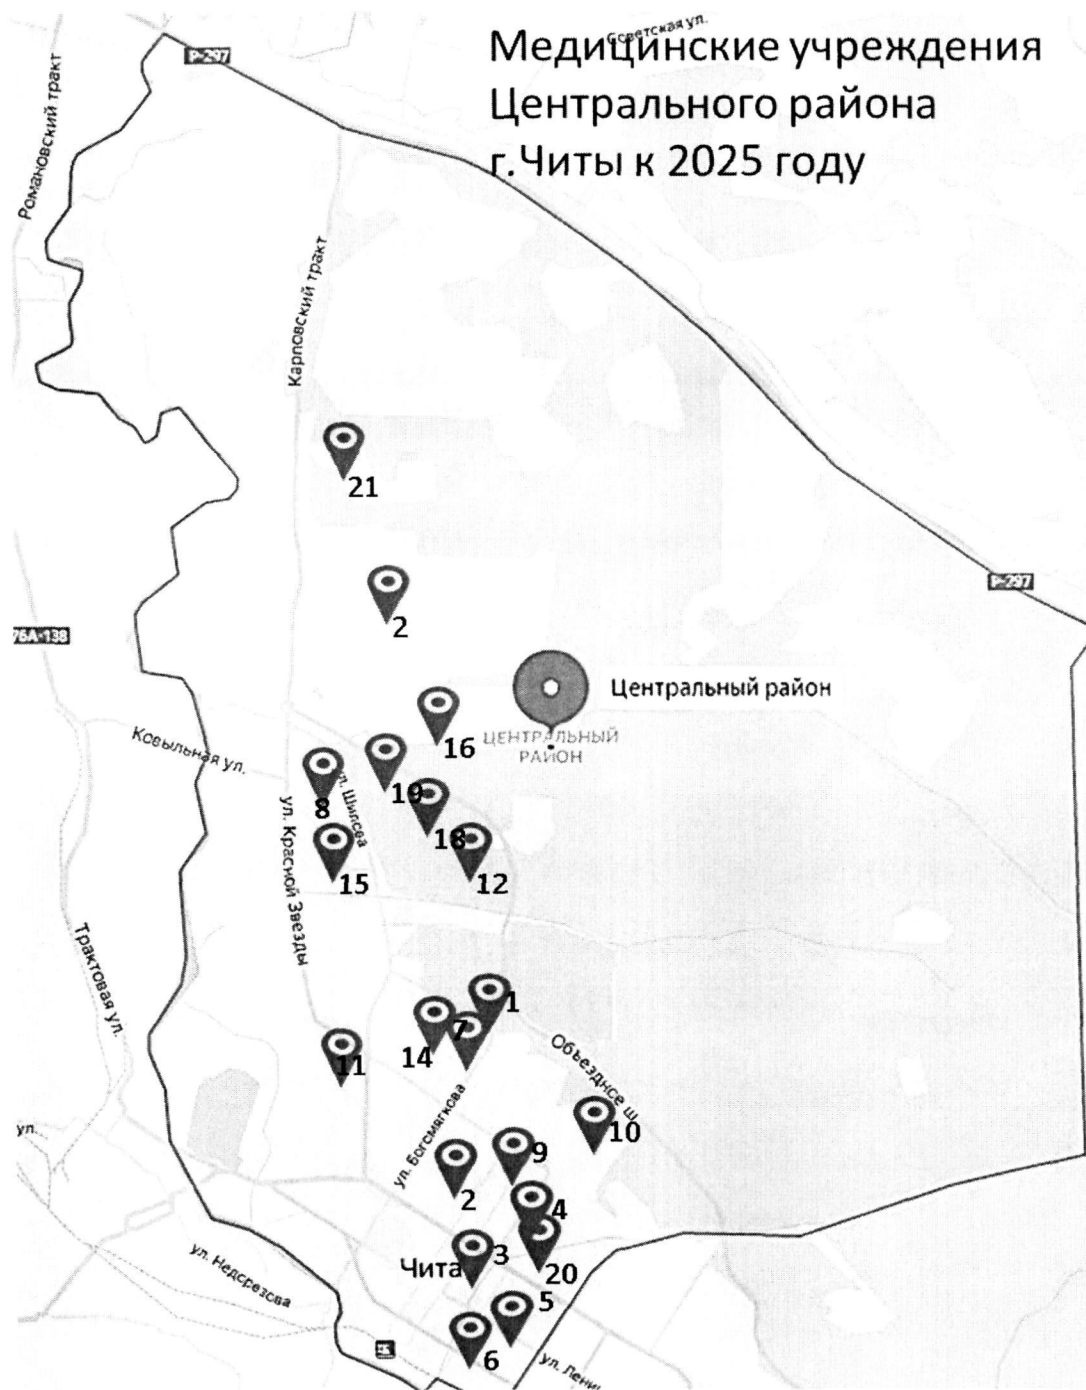 Советская ул.
Медицинские учреждения
Центрального района
г. Читы к 2025 году
Р-297
Романовский тракт
Карповский тракт
21
Р-297
2
76А-138
Центральный район
ЦЕНТРАЛЬНЫЙ
РАЙОН
16
Ковыльная ул.
19
8
ул. Шилова
18
12
15
ул. Красной Звезды
Трактовая ул.
1
7
14
11
Объездное ш.
10
ул.
ул. Богомягкова
9
2
4
3
Чита
20
ул. Недорезова
5
6
ул. Лени